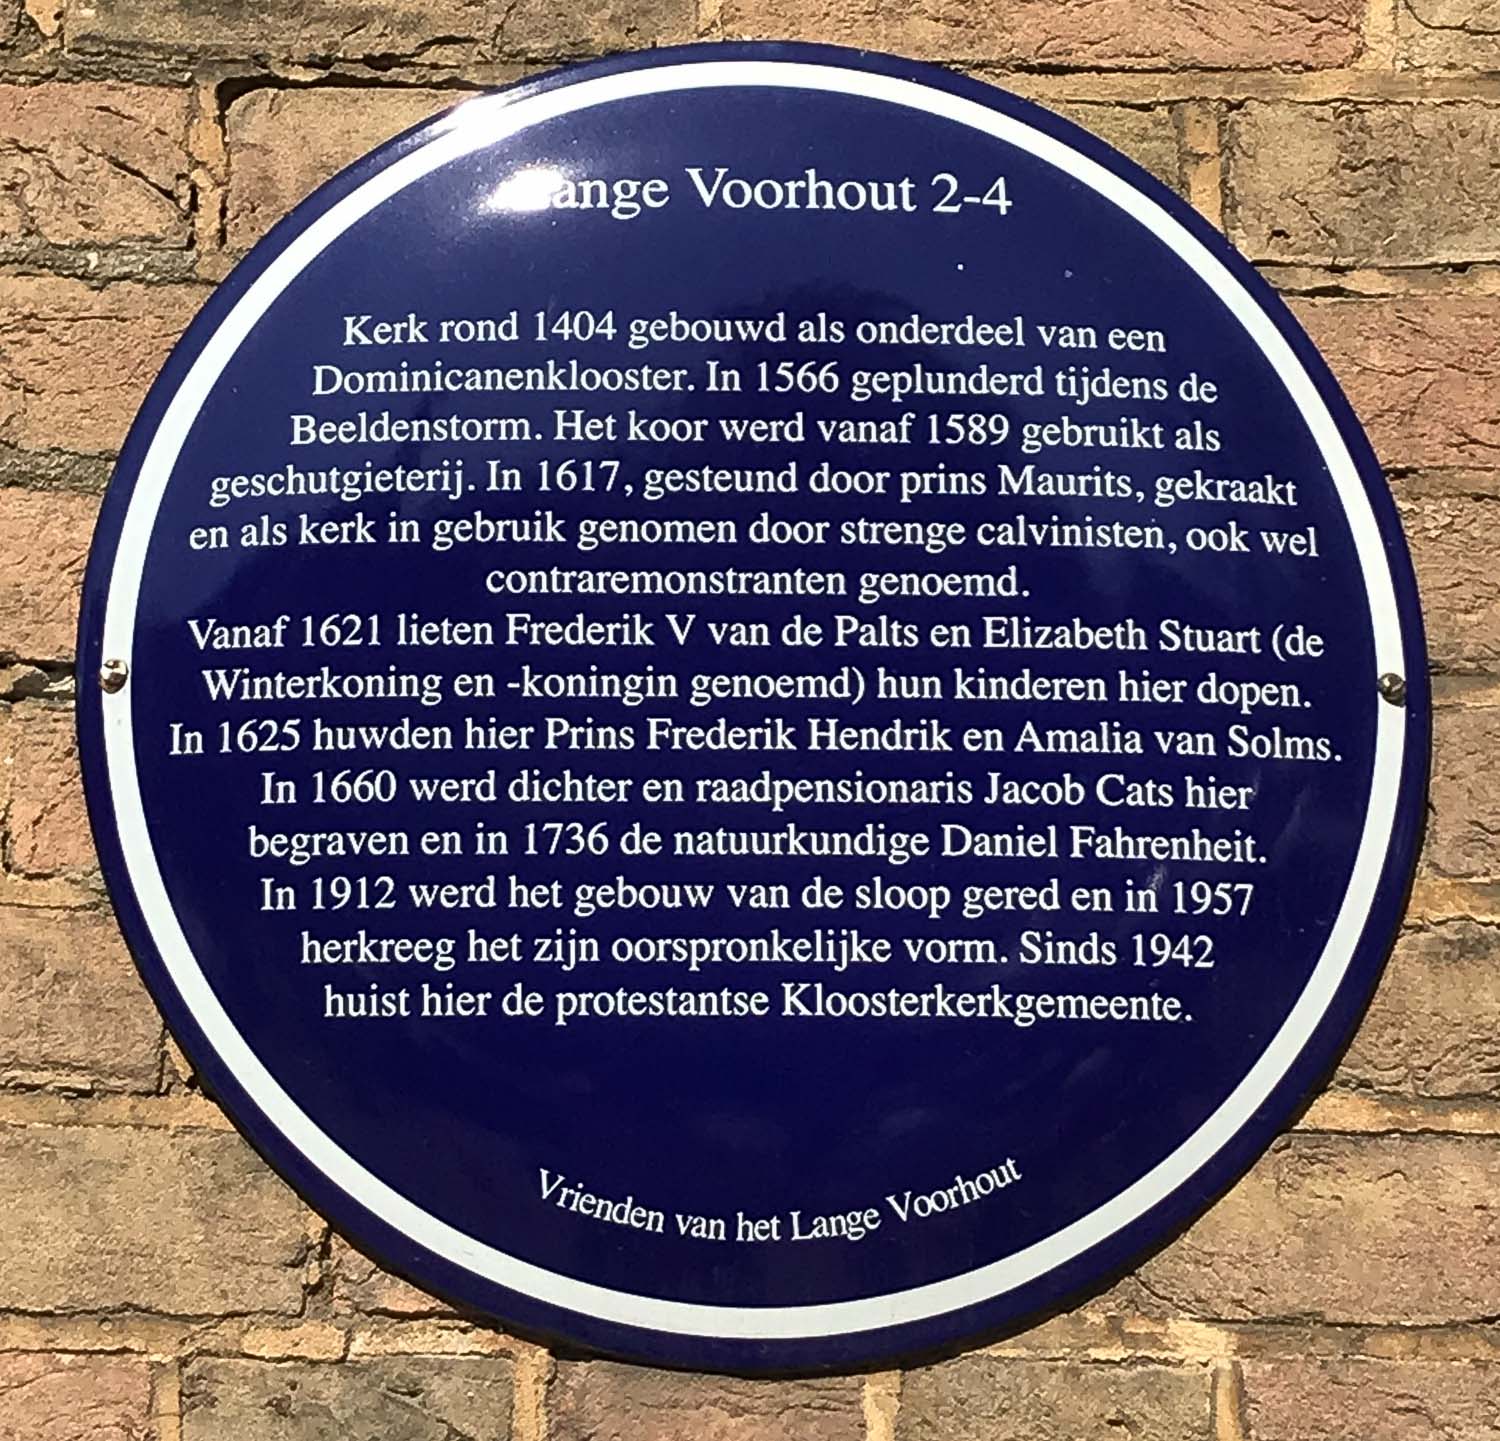 Lange Voorhout 2-4
Kerk rond 1404 gebouwd als onderdeel van een
Dominicanenklooster. In 1566 geplunderd tijdens de
Beeldenstorm. Het koor werd vanaf 1589 gebruikt als
geschutgieterij. In 1617, gesteund door prins Maurits, gekraakt
en als kerk in gebruik genomen door strenge calvinisten, ook wel
contraremonstranten genoemd.
Vanaf 1621 lieten Frederik V van de Palts en Elizabeth Stuart (de
Winterkoning en -koningin genoemd) hun kinderen hier dopen.
In 1625 huwden hier Prins Frederik Hendrik en Amalia van Solms.
In 1660 werd dichter en raadpensionaris Jacob Cats hier
begraven en in 1736 de natuurkundige Daniel Fahrenheit.
In 1912 werd het gebouw van de sloop gered en in 1957
herkreeg het zijn oorspronkelijke vorm. Sinds 1942
huist hier de protestantse Kloosterkerkgemeente.
Vrienden van het Lange Voorhout